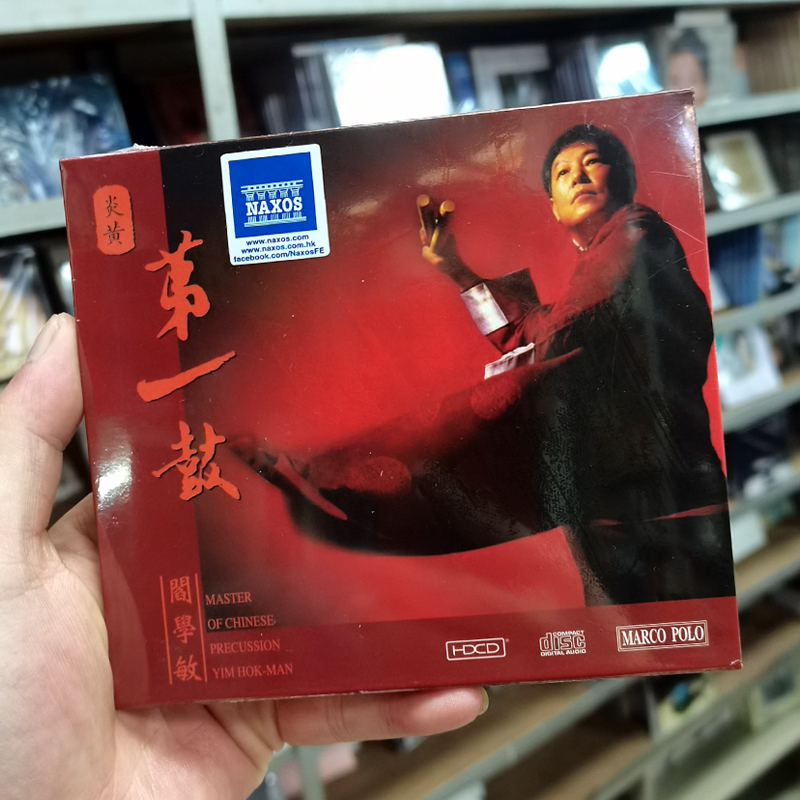 炎黃
第一鼓
NAXOS
www.naxos.com
www.naxos.com.hk
facebook.com/NaxosFE
閻學敏
MASTER
OF CHINESE
PRECUSSION
YIM HOK-MAN
HDCD
COMPACT
disc
DIGITAL AUDIO
MARCO POLO